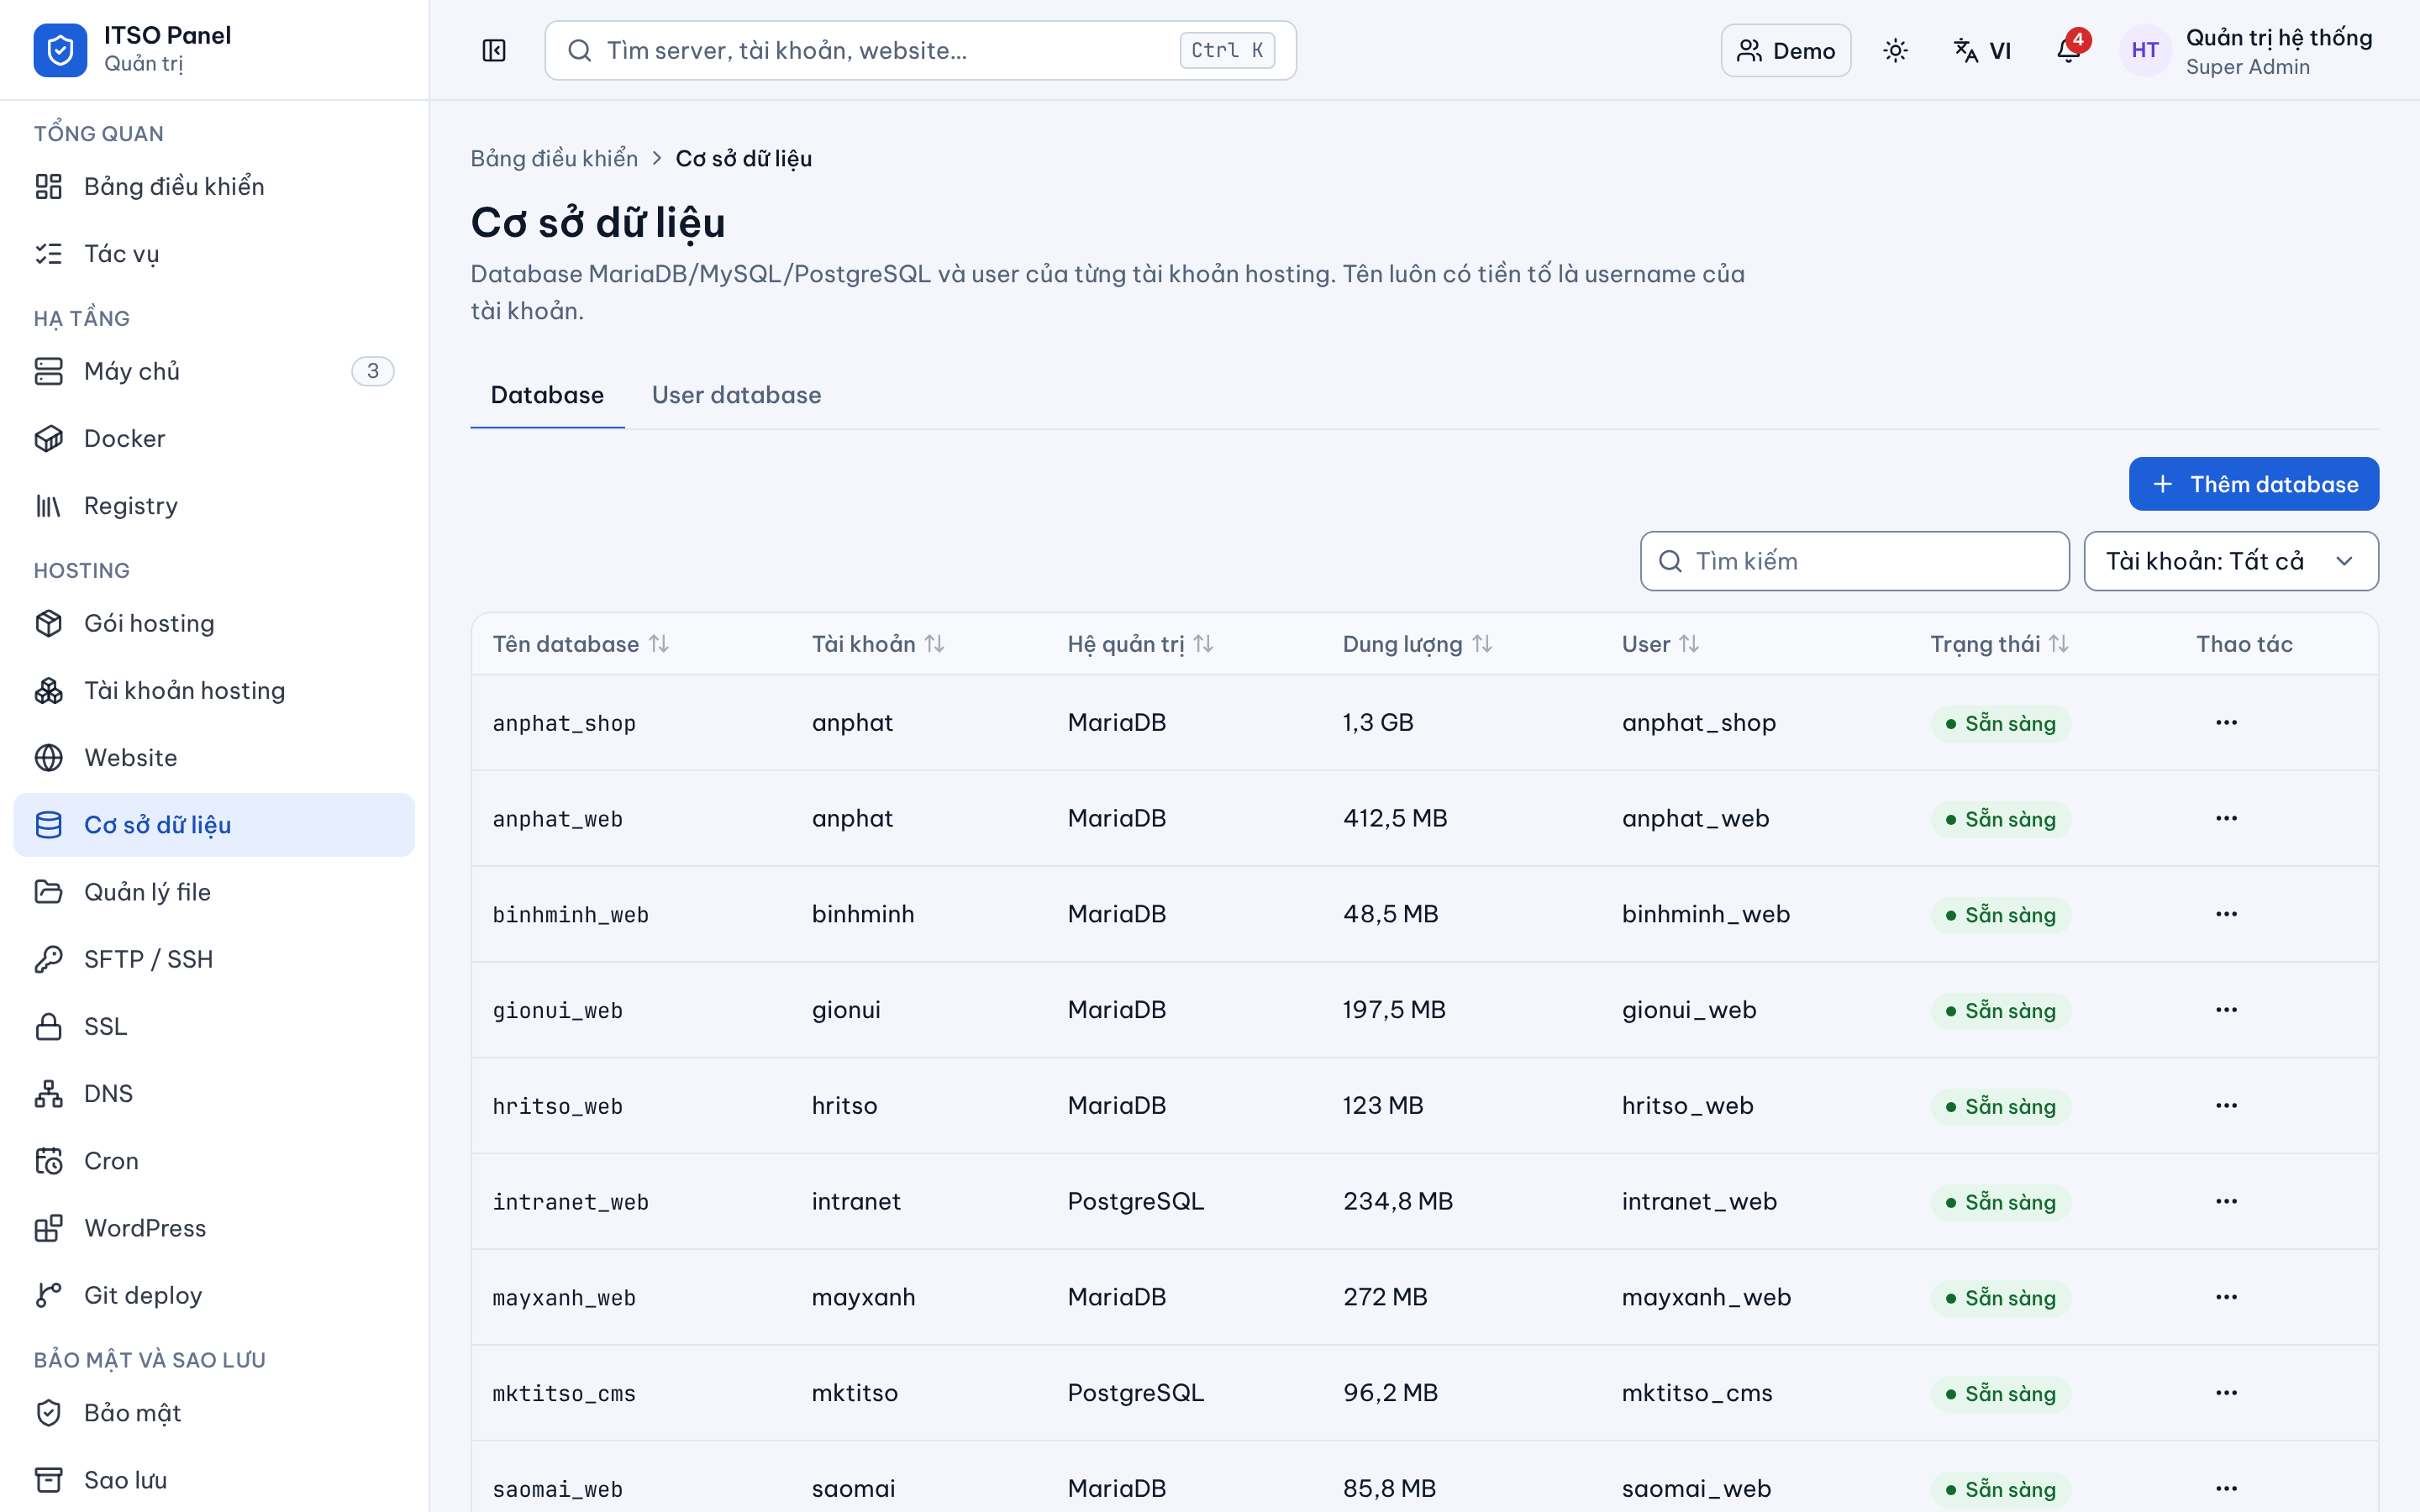 ITSO Panel
Quản trị
Tìm server, tài khoản, website...
Ctrl K
Demo
VI
4
HT
Quản trị hệ thống
Super Admin
TỔNG QUAN
Bảng điều khiển
Tác vụ
HẠ TẦNG
Máy chủ
3
Docker
Registry
HOSTING
Gói hosting
Tài khoản hosting
Website
Cơ sở dữ liệu
Quản lý file
SFTP / SSH
SSL
DNS
Cron
WordPress
Git deploy
BẢO MẬT VÀ SAO LƯU
Bảo mật
Sao lưu
Bảng điều khiển > Cơ sở dữ liệu
Cơ sở dữ liệu
Database MariaDB/MySQL/PostgreSQL và user của từng tài khoản hosting. Tên luôn có tiền tố là username của
tài khoản.
Database User database
Thêm database
Tìm kiếm
Tài khoản: Tất cả
Tên database Tài khoản Hệ quản trị Dung lượng User Trạng thái Thao tác
anphat_shop anphat MariaDB 1,3 GB anphat_shop Sẵn sàng
anphat_web anphat MariaDB 412,5 MB anphat_web Sẵn sàng
binhminh_web binhminh MariaDB 48,5 MB binhminh_web Sẵn sàng
gionui_web gionui MariaDB 197,5 MB gionui_web Sẵn sàng
hritso_web hritso MariaDB 123 MB hritso_web Sẵn sàng
intranet_web intranet PostgreSQL 234,8 MB intranet_web Sẵn sàng
mayxanh_web mayxanh MariaDB 272 MB mayxanh_web Sẵn sàng
mktitso_cms mktitso PostgreSQL 96,2 MB mktitso_cms Sẵn sàng
saomai_web saomai MariaDB 85,8 MB saomai_web Sẵn sàng